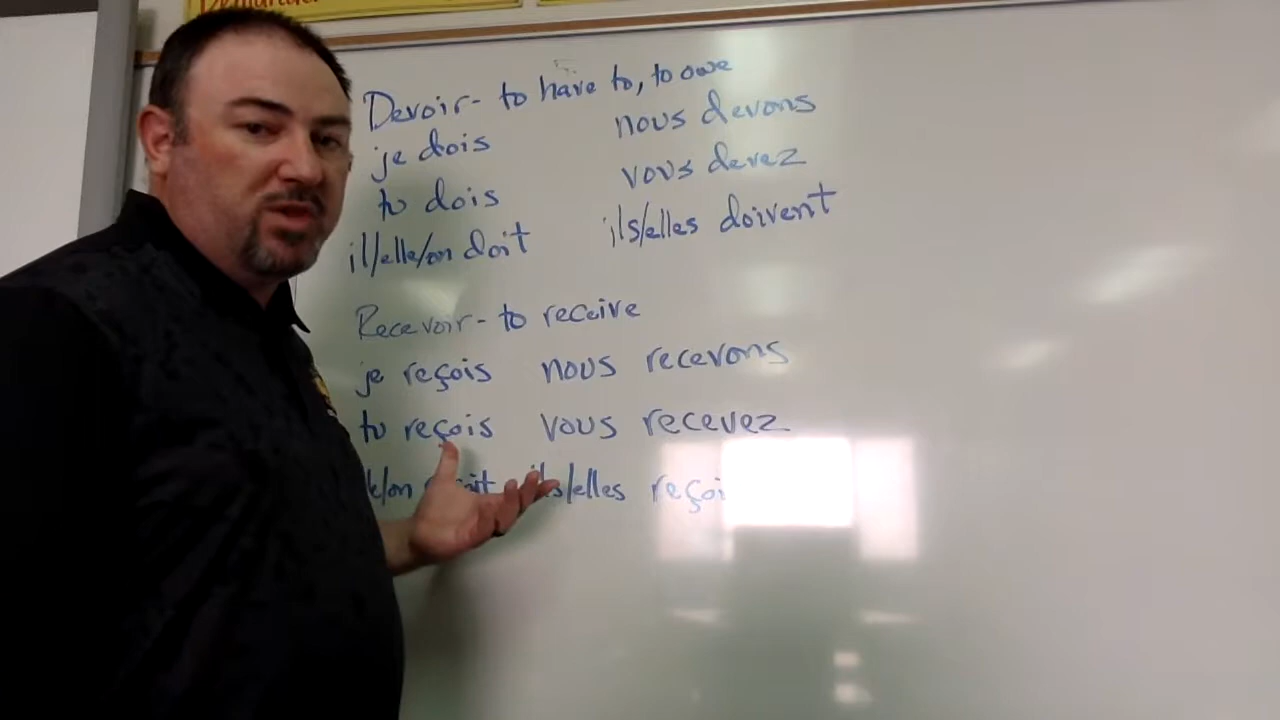 Devoir - to have to, to owe
je dois nous devons
tu dois vous devez
il/elle/on doit ils/elles doivent
Recevoir - to receive
je reçois nous recevons
tu reçois vous recevez
ils/elles